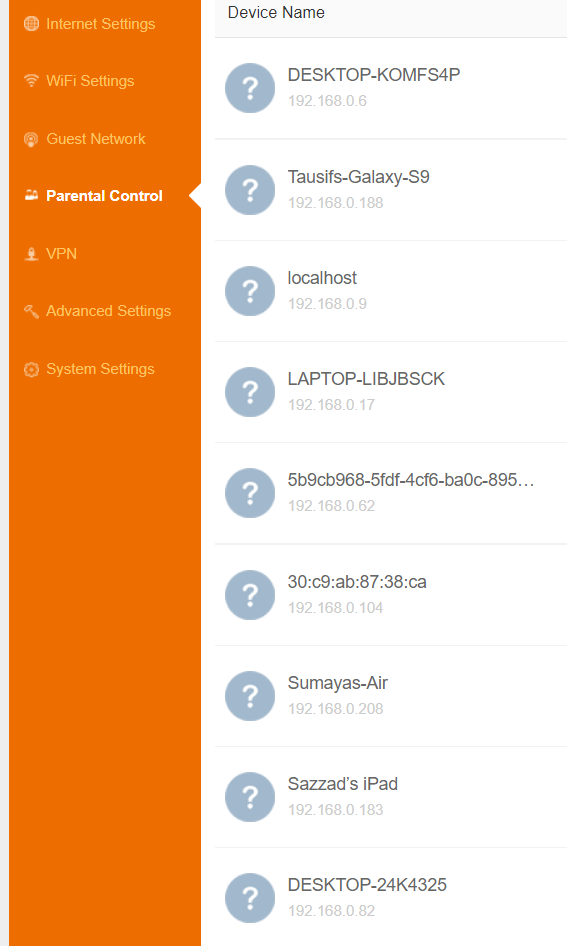 Internet Settings
WiFi Settings
Guest Network
Parental Control
VPN
Advanced Settings
System Settings
Device Name
DESKTOP-KOMFS4P
192.168.0.6
Tausifs-Galaxy-S9
192.168.0.188
localhost
192.168.0.9
LAPTOP-LIBJBSCK
192.168.0.17
5b9cb968-5fdf-4cf6-ba0c-895…
192.168.0.62
30:c9:ab:87:38:ca
192.168.0.104
Sumayas-Air
192.168.0.208
Sazzad’s iPad
192.168.0.183
DESKTOP-24K4325
192.168.0.82